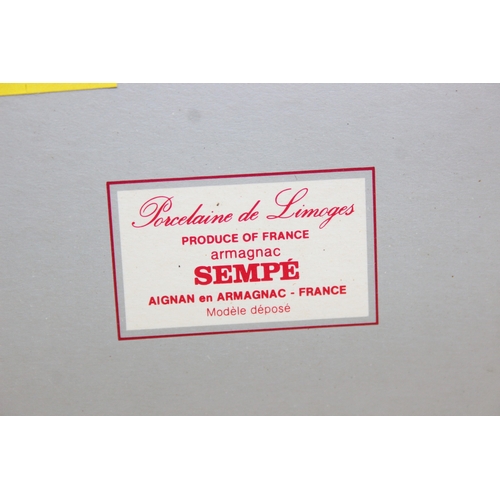 Porcelaine de Limoges
PRODUCE OF FRANCE
armagnac
SEMPÉ
AIGNAN en ARMAGNAC - FRANCE
Modèle déposé